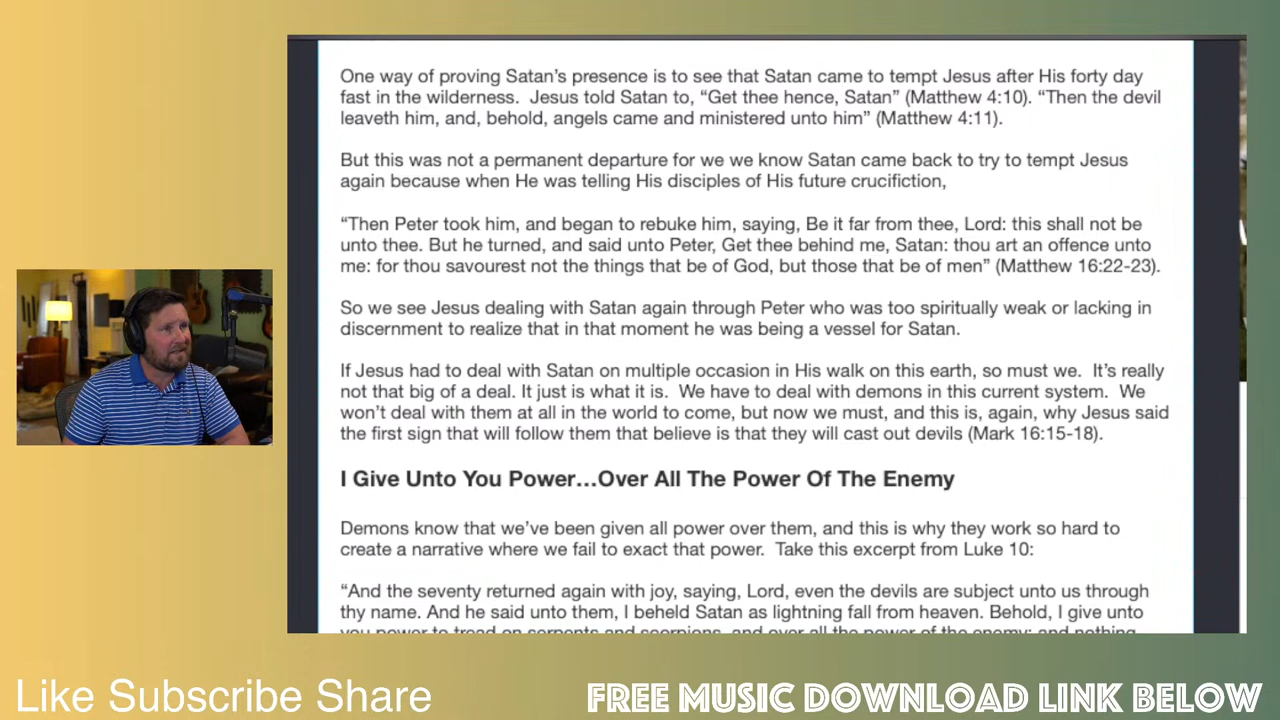 One way of proving Satan’s presence is to see that Satan came to tempt Jesus after His forty day
fast in the wilderness.  Jesus told Satan to, “Get thee hence, Satan” (Matthew 4:10). “Then the devil
leaveth him, and, behold, angels came and ministered unto him” (Matthew 4:11).
But this was not a permanent departure for we we know Satan came back to try to tempt Jesus
again because when He was telling His disciples of His future crucifiction,
“Then Peter took him, and began to rebuke him, saying, Be it far from thee, Lord: this shall not be
unto thee. But he turned, and said unto Peter, Get thee behind me, Satan: thou art an offence unto
me: for thou savourest not the things that be of God, but those that be of men” (Matthew 16:22-23).
So we see Jesus dealing with Satan again through Peter who was too spiritually weak or lacking in
discernment to realize that in that moment he was being a vessel for Satan.
If Jesus had to deal with Satan on multiple occasion in His walk on this earth, so must we.  It’s really
not that big of a deal. It just is what it is.  We have to deal with demons in this current system.  We
won’t deal with them at all in the world to come, but now we must, and this is, again, why Jesus said
the first sign that will follow them that believe is that they will cast out devils (Mark 16:15-18).
I Give Unto You Power…Over All The Power Of The Enemy
Demons know that we’ve been given all power over them, and this is why they work so hard to
create a narrative where we fail to exact that power.  Take this excerpt from Luke 10:
“And the seventy returned again with joy, saying, Lord, even the devils are subject unto us through
thy name. And he said unto them, I beheld Satan as lightning fall from heaven. Behold, I give unto
you power to tread on serpents and scorpions, and over all the power of the enemy: and nothing
Like Subscribe Share
FREE MUSIC DOWNLOAD LINK BELOW